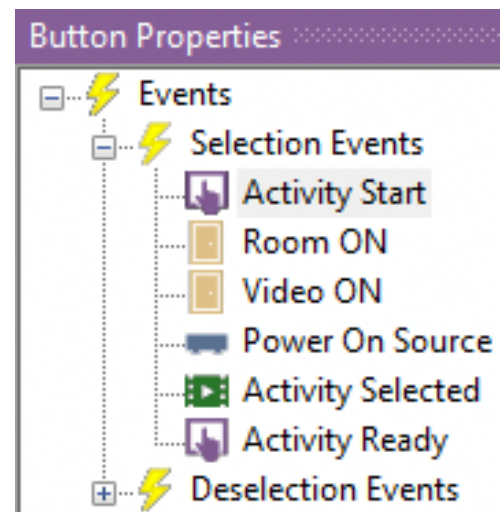 Button Properties
Events
Selection Events
Activity Start
Room ON
Video ON
Power On Source
Activity Selected
Activity Ready
Deselection Events